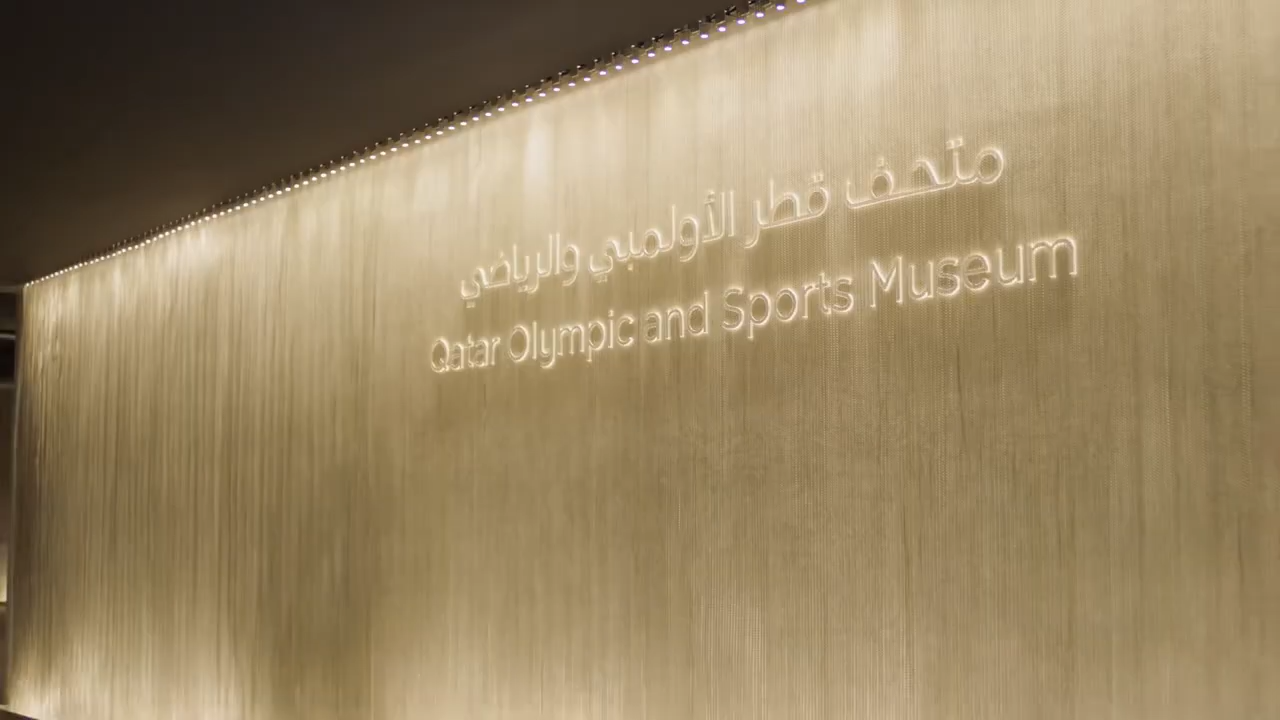 متحف قطر الأولمبي والرياضي
Qatar Olympic and Sports Museum